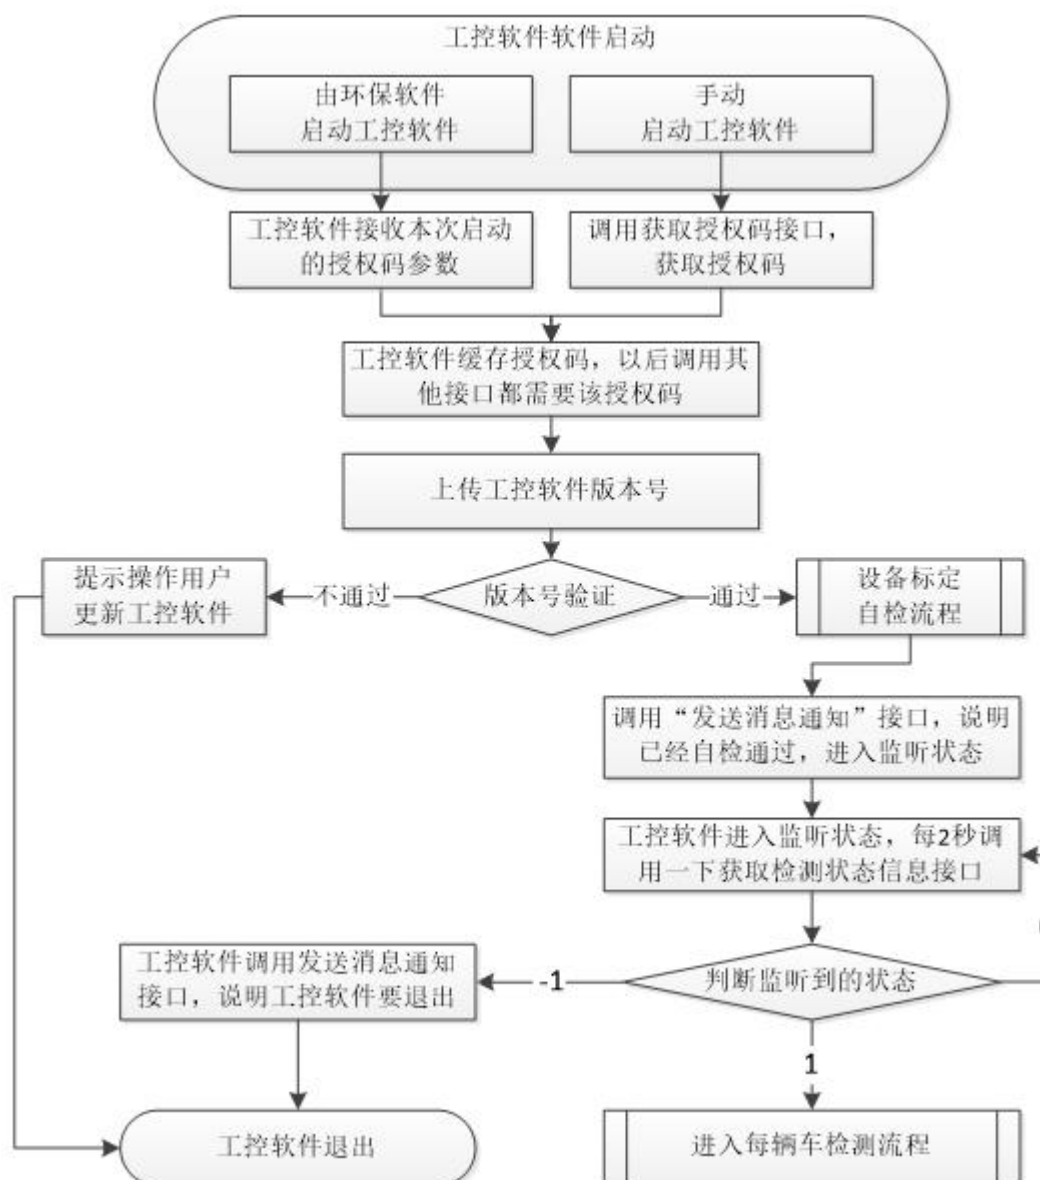 工控软件软件启动
由环保软件
启动工控软件
手动
启动工控软件
工控软件接收本次启动
的授权码参数
调用获取授权码接口，
获取授权码
工控软件缓存授权码，以后调用其
他接口都需要该授权码
上传工控软件版本号
提示操作用户
更新工控软件
不通过
版本号验证
通过
设备标定
自检流程
调用“发送消息通知”接口，说明
已经自检通过，进入监听状态
工控软件进入监听状态，每2秒调
用一下获取检测状态信息接口
工控软件调用发送消息通知
接口，说明工控软件要退出
-1
判断监听到的状态
1
工控软件退出
进入每辆车检测流程